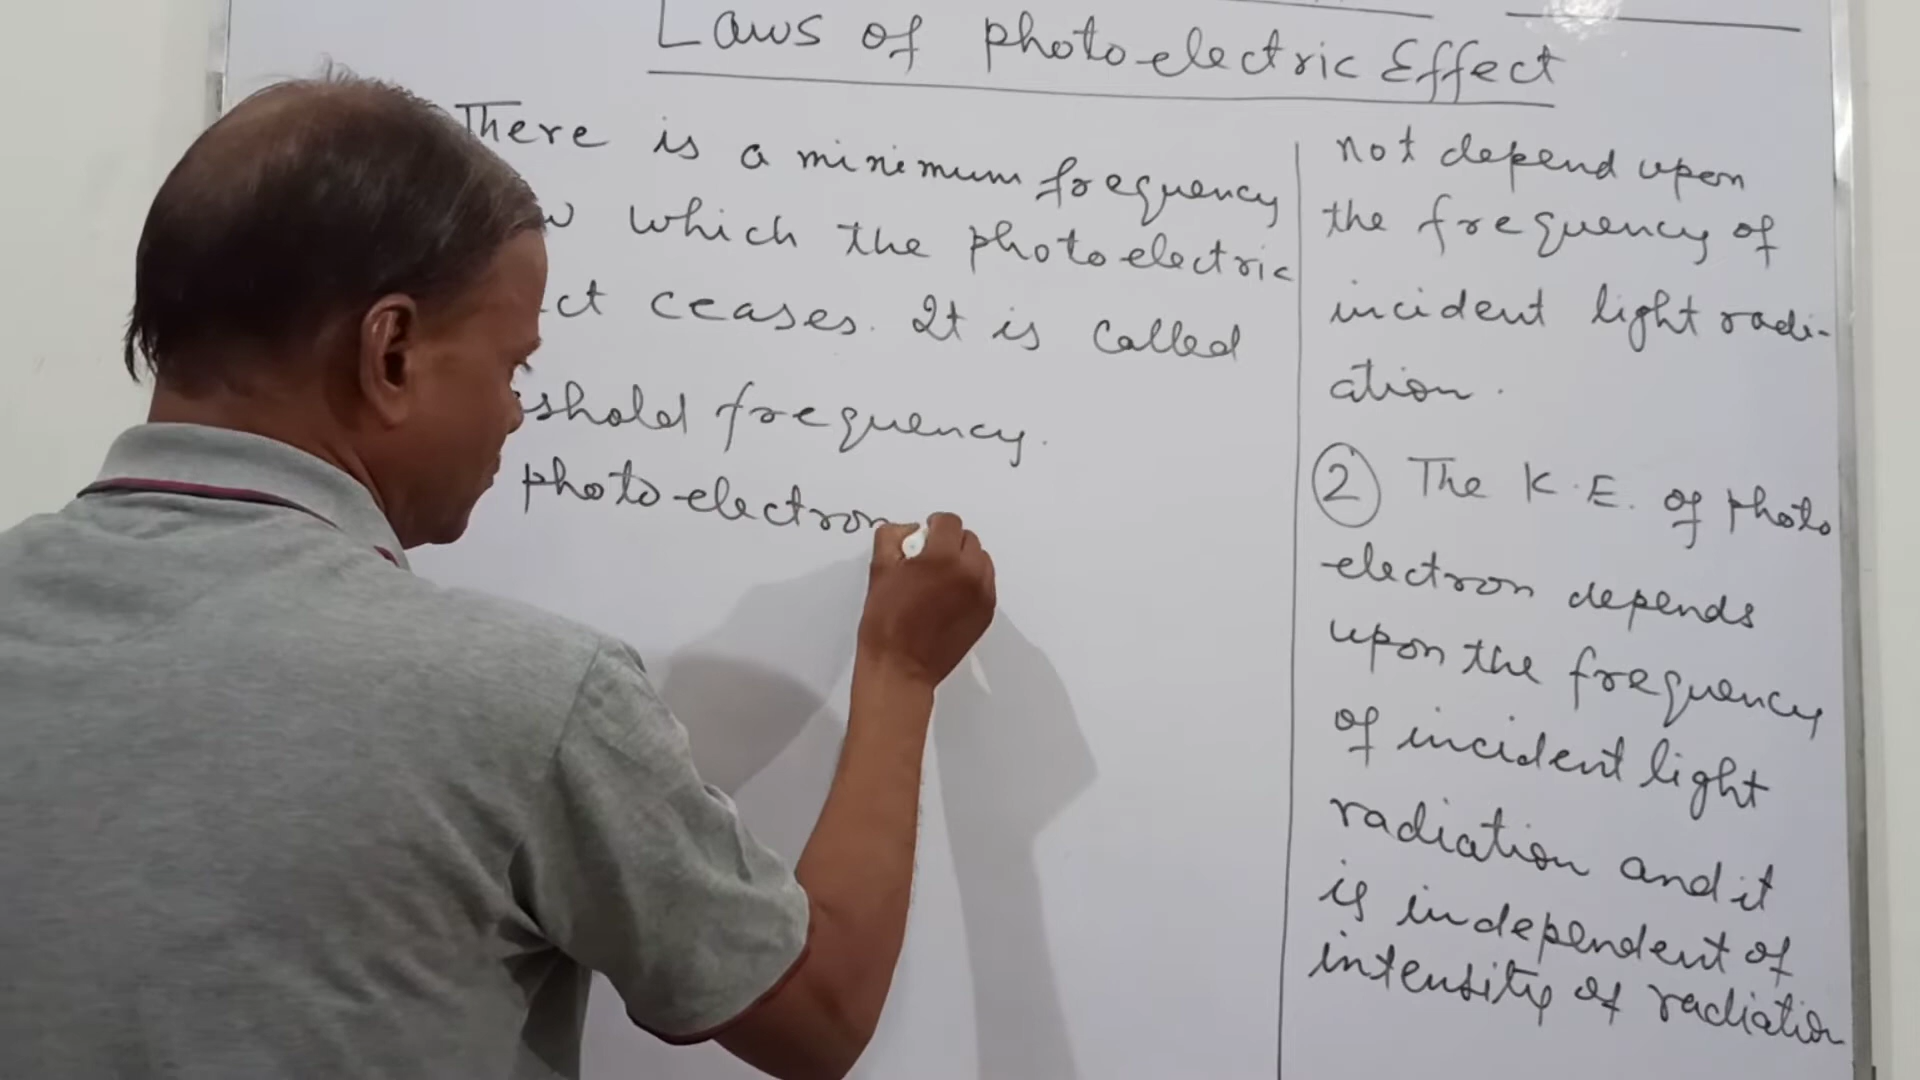 Laws of photo electric Effect
There is a minimum frequency
w which the photo electric
ct ceases. It is called
shold frequency.
photo-electron
not depend upon
the frequency of
incident light radi-
ation.
2 The K.E. of photo
-electron depends
upon the frequency
of incident light
radiation and it
is independent of
intensity of radiation